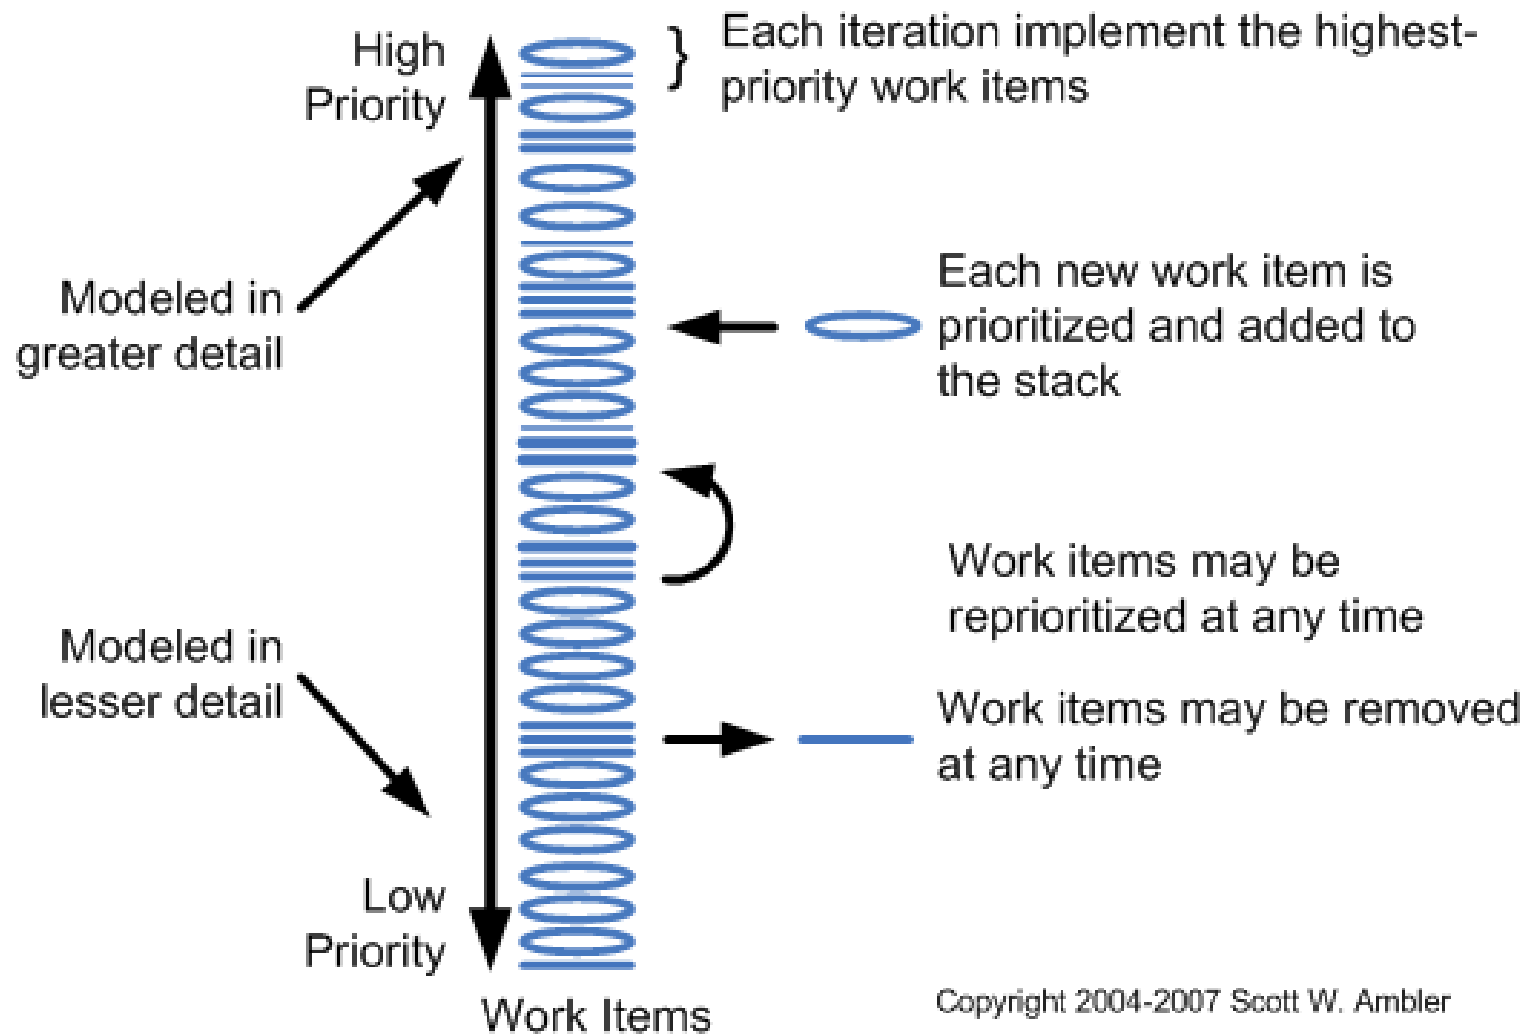 High
Priority
}
Each iteration implement the highest-
priority work items
Modeled in
greater detail
Each new work item is
prioritized and added to
the stack
Work items may be
reprioritized at any time
Modeled in
lesser detail
Work items may be removed
at any time
Low
Priority
Work Items
Copyright 2004-2007 Scott W. Ambler